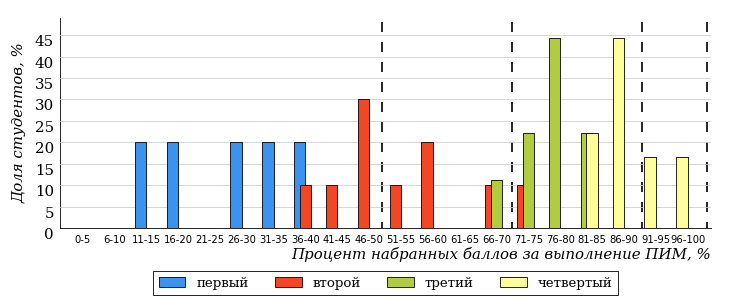 Доля студентов, %
45
40
35
30
25
20
15
10
5
0
0-5 6-10 11-15 16-20 21-25 26-30 31-35 36-40 41-45 46-50 51-55 56-60 61-65 66-70 71-75 76-80 81-85 86-90 91-95 96-100
Процент набранных баллов за выполнение ПИМ, %
первый второй третий четвертый